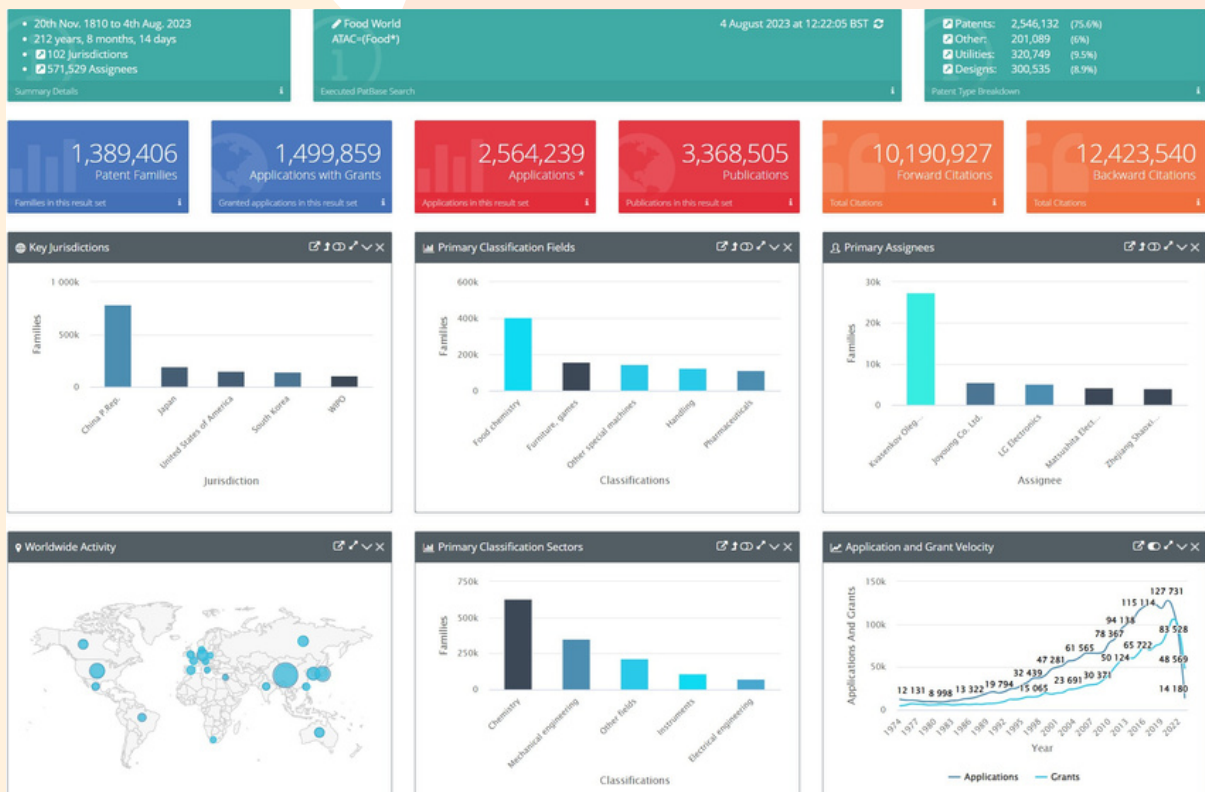 20th Nov. 1810 to 4th Aug. 2023
212 years, 8 months, 14 days
102 Jurisdictions
571,529 Assignees
Summary Details
Food World
4 August 2023 at 12:22:05 BST
ATAC=(Food*)
Executed PatBase Search
Patents: 2,546,132 (75.6%)
Other: 201,089 (6%)
Utilities: 320,749 (9.5%)
Designs: 300,535 (8.9%)
Patent Type Breakdown
1,389,406
Patent Families
Families in this result set
1,499,859
Applications with Grants
Granted applications in this result set
2,564,239
Applications *
Applications in this result set
3,368,505
Publications
Publications in this result set
10,190,927
Forward Citations
Total Citations
12,423,540
Backward Citations
Total Citations
Key Jurisdictions
1 000k
500k
0
Families
China P.Rep.
Japan
United States of America
South Korea
WIPO
Jurisdiction
Primary Classification Fields
600k
400k
200k
0
Families
Food chemistry
Furniture, games
Other special machines
Handling
Pharmaceuticals
Classifications
Primary Assignees
30k
20k
10k
0
Families
Kvasenkov Oleg...
Joyoung Co. Ltd.
LG Electronics
Matsushita Elect...
Zhejiang Shaoxi...
Assignee
Worldwide Activity
Primary Classification Sectors
750k
500k
250k
0
Families
Chemistry
Mechanical engineering
Other fields
Instruments
Electrical engineering
Classifications
Application and Grant Velocity
150k
100k
50k
0
Applications And Grants
12 131
8 998
13 322
19 794
32 439
15 065
47 281
23 691
61 565
30 371
78 367
50 124
94 138
65 722
115 114
127 731
83 528
48 569
14 180
1974
1977
1980
1983
1986
1989
1992
1995
1998
2001
2004
2007
2010
2013
2016
2019
2022
Year
Applications
Grants